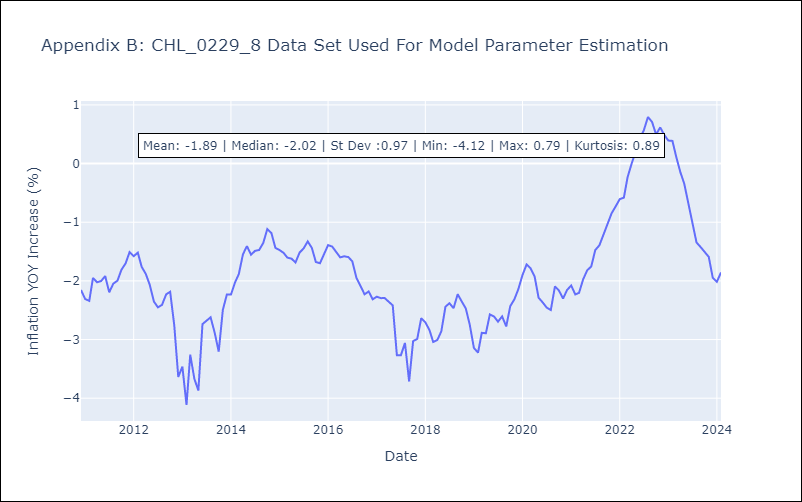 Appendix B: CHL_0229_8 Data Set Used For Model Parameter Estimation
1
Mean: -1.89 | Median: -2.02 | St Dev :0.97 | Min: -4.12 | Max: 0.79 | Kurtosis: 0.89
0
−1
−2
−3
−4
Inflation YOY Increase (%)
2012 2014 2016 2018 2020 2022 2024
Date